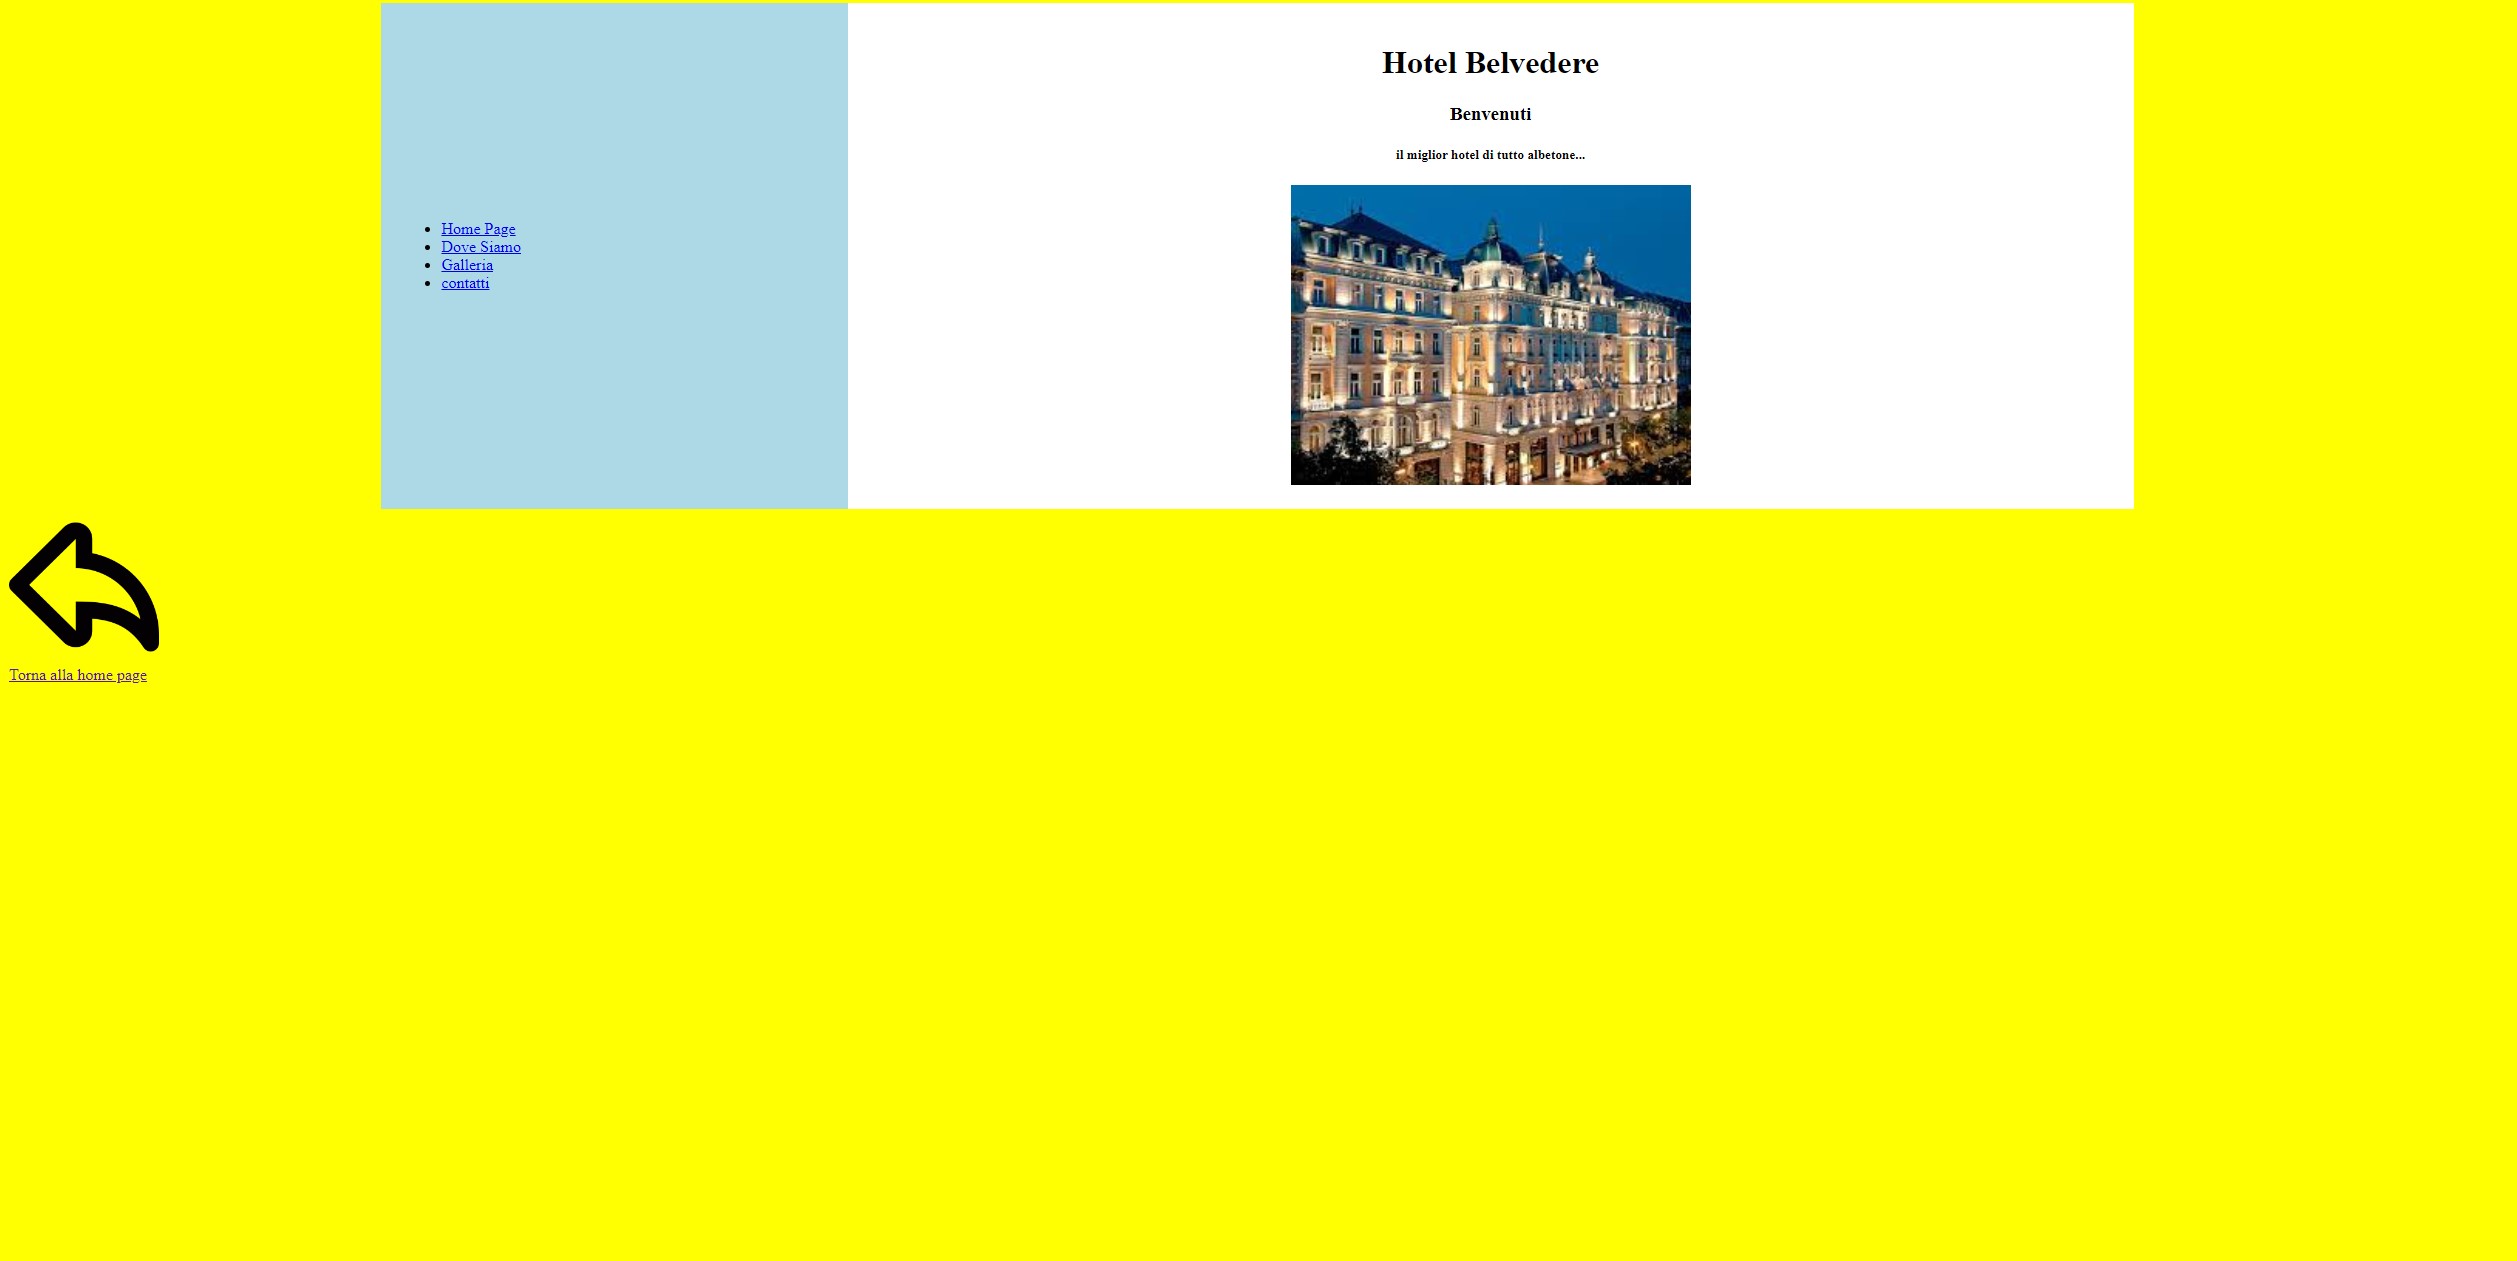 Hotel Belvedere
Benvenuti
il miglior hotel di tutto albetone...
Home Page
Dove Siamo
Galleria
contatti
Torna alla home page